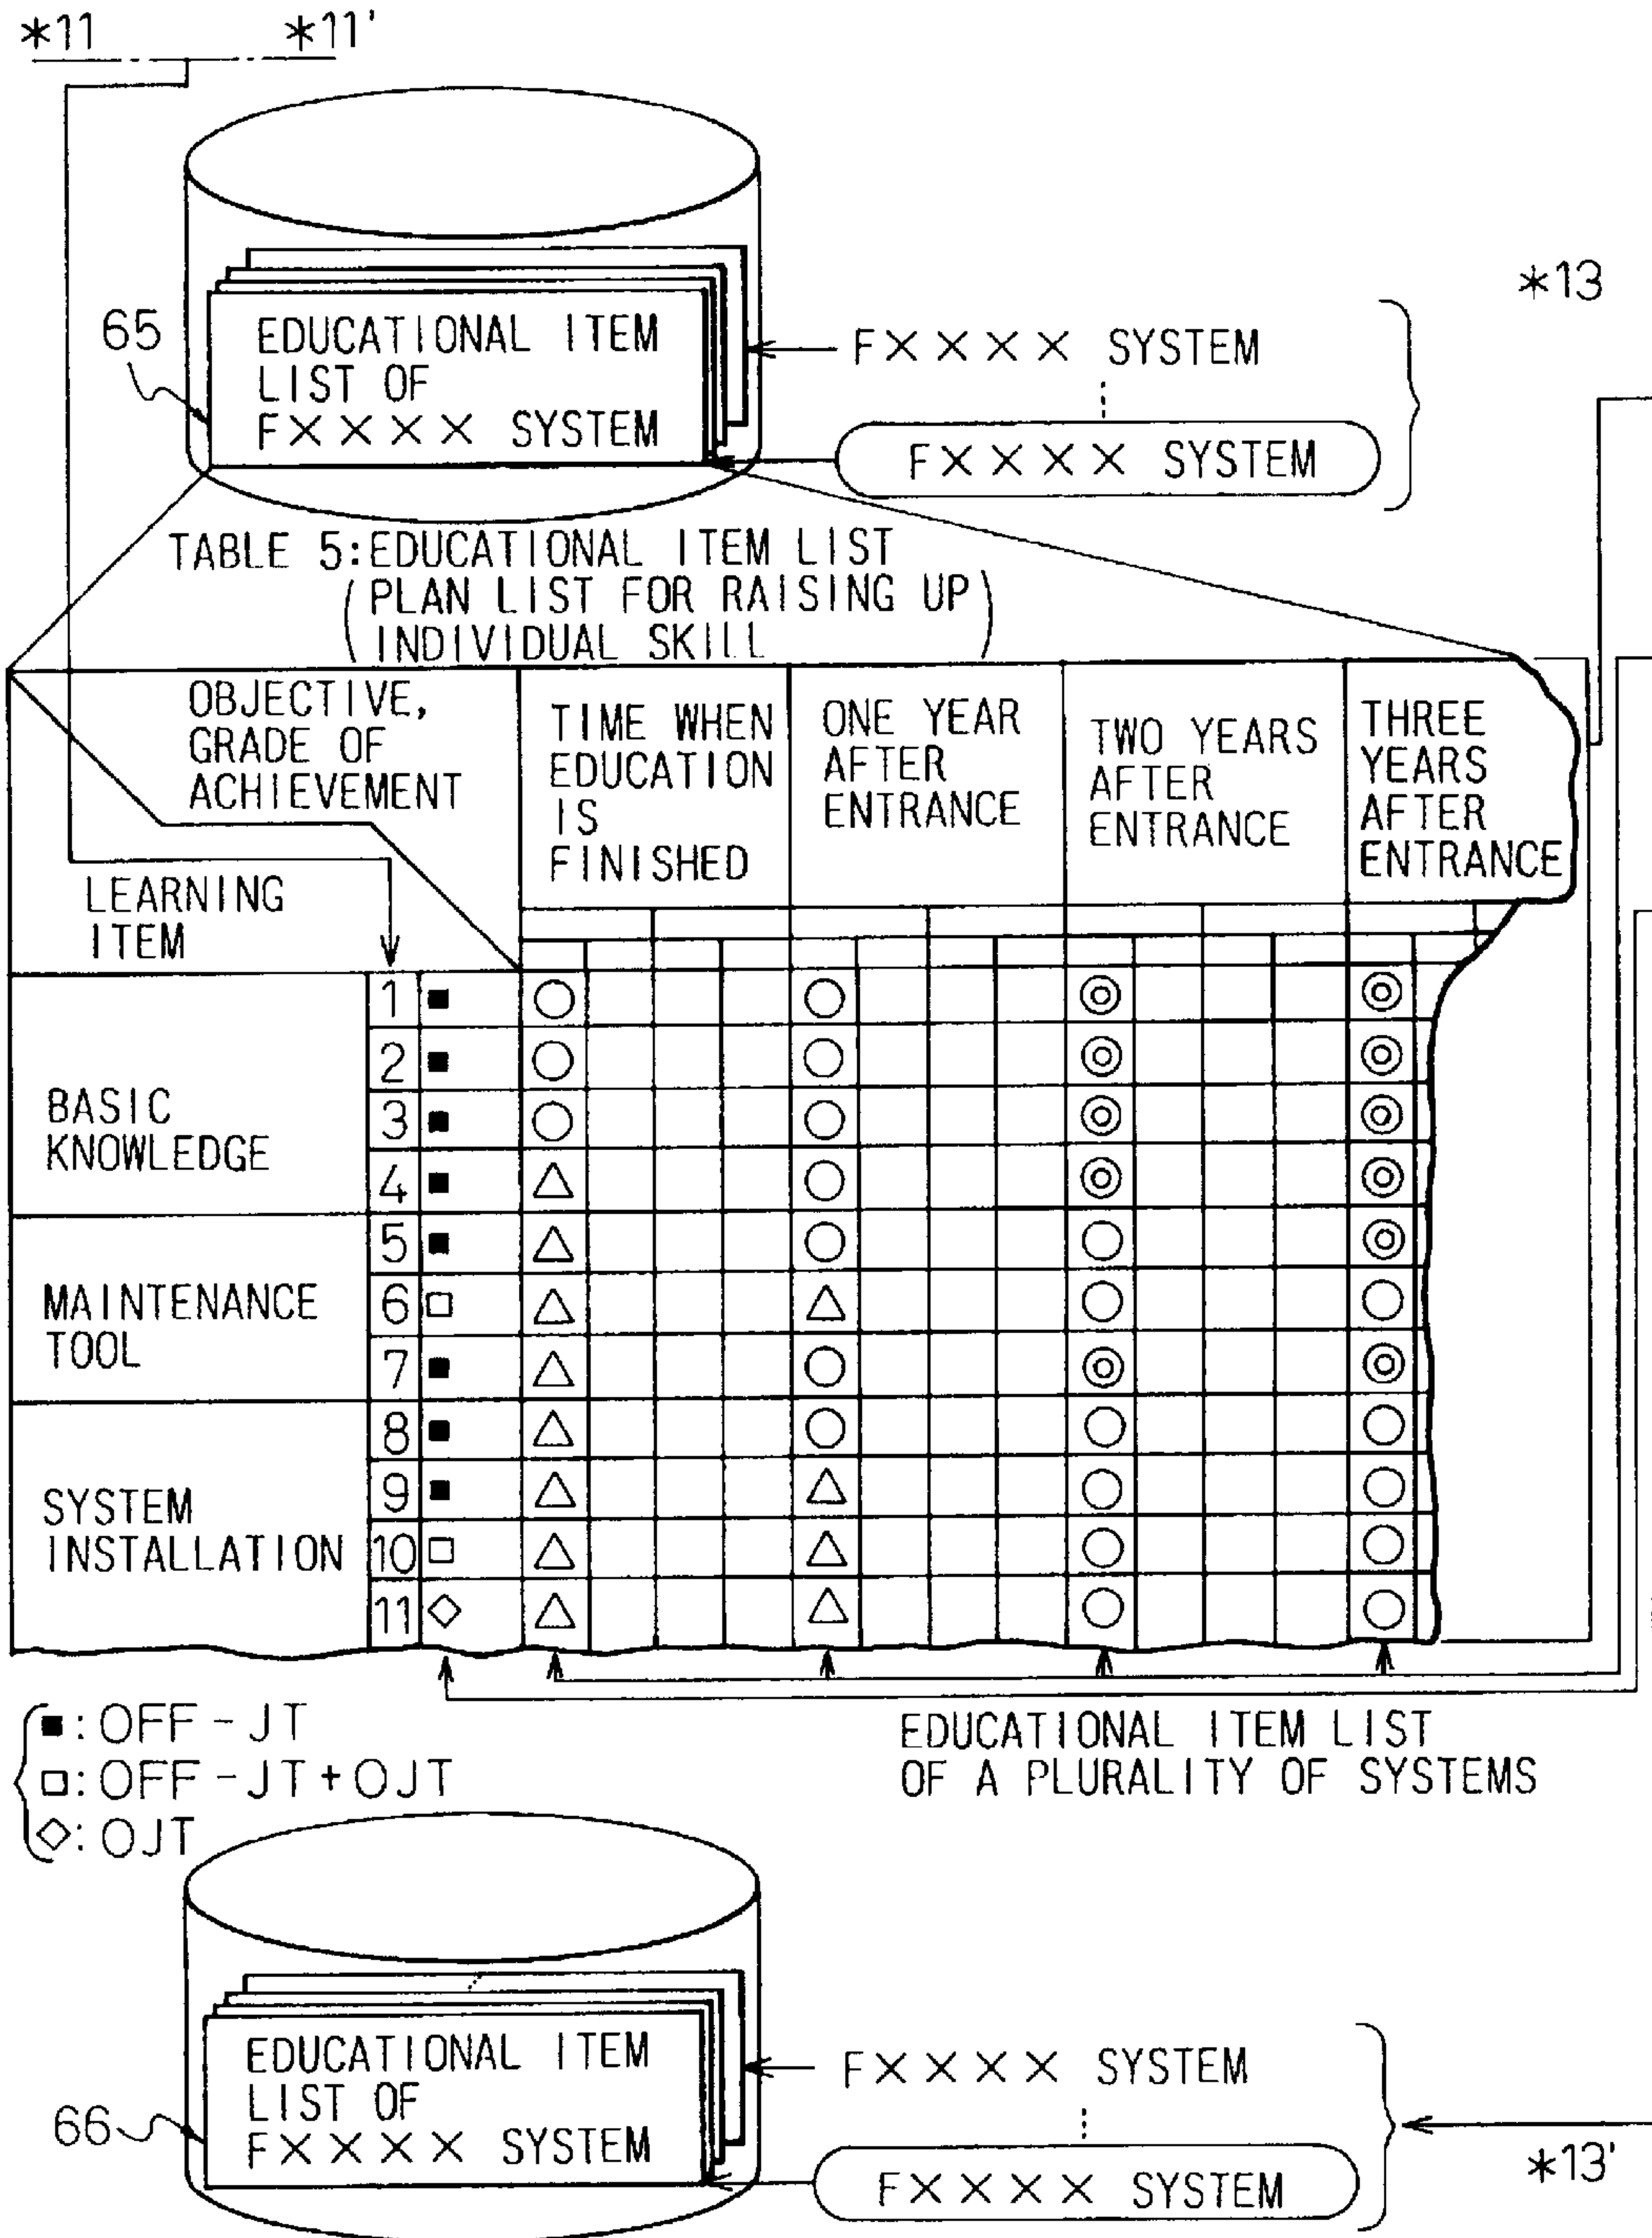 *11 *11'
65
EDUCATIONAL ITEM
LIST OF
F×××× SYSTEM
F×××× SYSTEM
F×××× SYSTEM
*13
TABLE 5:EDUCATIONAL ITEM LIST
(PLAN LIST FOR RAISING UP
INDIVIDUAL SKILL)
OBJECTIVE,
GRADE OF
ACHIEVEMENT
LEARNING
ITEM
TIME WHEN
EDUCATION
IS
FINISHED
ONE YEAR
AFTER
ENTRANCE
TWO YEARS
AFTER
ENTRANCE
THREE
YEARS
AFTER
ENTRANCE
BASIC
KNOWLEDGE
1 ■ ○ ○ ◎ ◎
2 ■ ○ ○ ◎ ◎
3 ■ ○ ○ ◎ ◎
4 ■ △ ○ ◎ ◎
MAINTENANCE
TOOL
5 ■ △ ○ ○ ◎
6 □ △ △ ○ ○
7 ■ △ ○ ◎ ◎
SYSTEM
INSTALLATION
8 ■ △ ○ ○ ○
9 ■ △ △ ○ ○
10 □ △ △ ○ ○
11 ◇ △ △ ○ ○
■: OFF-JT
□: OFF-JT+OJT
◇: OJT
EDUCATIONAL ITEM LIST
OF A PLURALITY OF SYSTEMS
66
EDUCATIONAL ITEM
LIST OF
F×××× SYSTEM
F×××× SYSTEM
F×××× SYSTEM
*13'